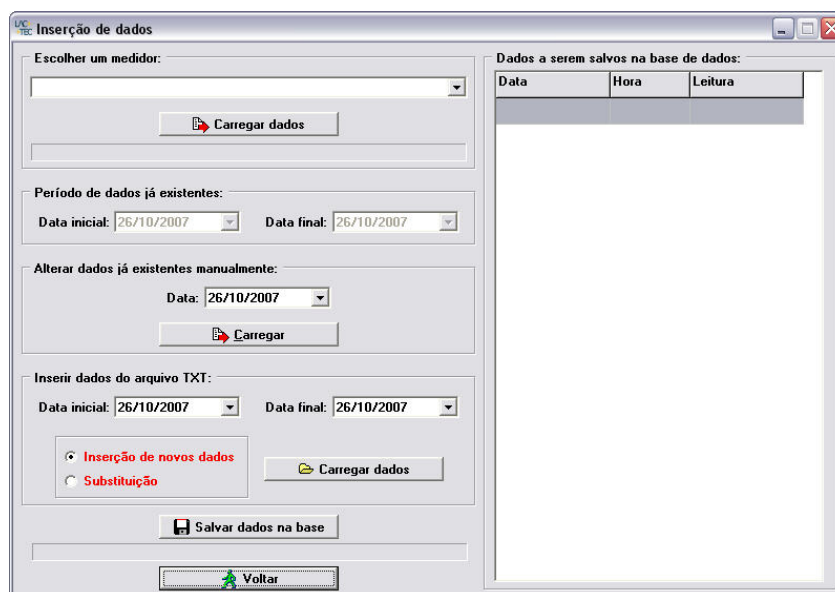 LAC
TEC
Inserção de dados
Escolher um medidor:
Carregar dados
Período de dados já existentes:
Data inicial: 26/10/2007 Data final: 26/10/2007
Alterar dados já existentes manualmente:
Data: 26/10/2007
Carregar
Inserir dados do arquivo TXT:
Data inicial: 26/10/2007 Data final: 26/10/2007
Inserção de novos dados
Substituição
Carregar dados
Salvar dados na base
Voltar
Dados a serem salvos na base de dados:
Data Hora Leitura